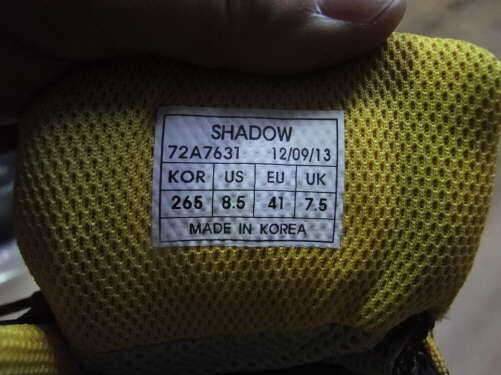 SHADOW
72A7631 12/09/13
KOR US EU UK
265 8.5 41 7.5
MADE IN KOREA